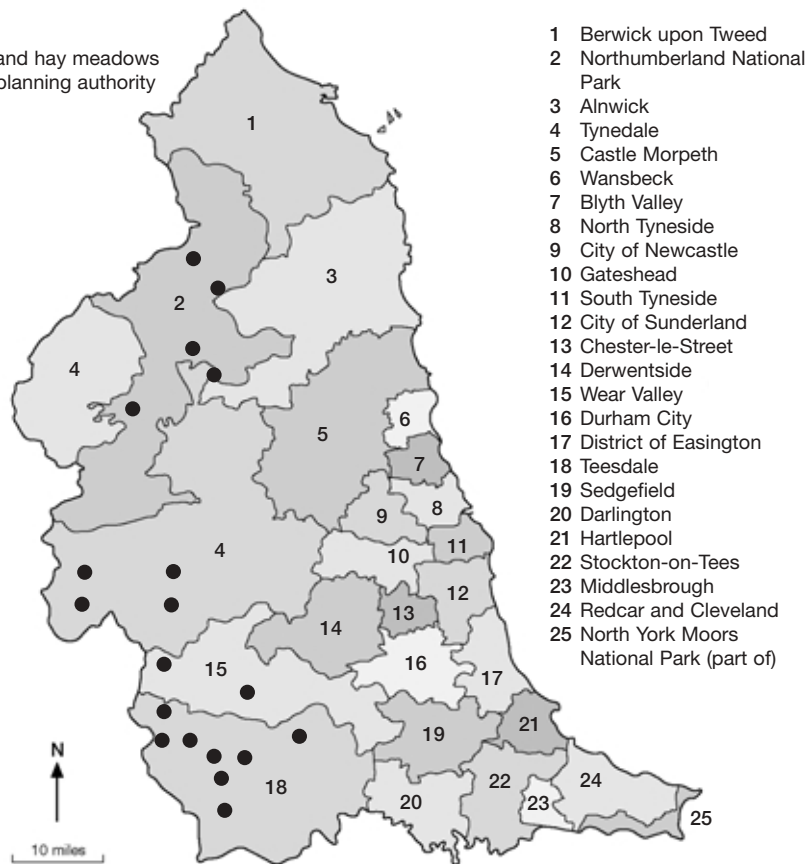 and hay meadows
planning authority
1 Berwick upon Tweed
2 Northumberland National
Park
3 Alnwick
4 Tynedale
5 Castle Morpeth
6 Wansbeck
7 Blyth Valley
8 North Tyneside
9 City of Newcastle
10 Gateshead
11 South Tyneside
12 City of Sunderland
13 Chester-le-Street
14 Derwentside
15 Wear Valley
16 Durham City
17 District of Easington
18 Teesdale
19 Sedgefield
20 Darlington
21 Hartlepool
22 Stockton-on-Tees
23 Middlesbrough
24 Redcar and Cleveland
25 North York Moors
National Park (part of)
1
3
2
4
6
5
7
8
9
11
4
10
12
13
14
16
15
17
21
19
N
24
22
18
20
23
25
10 miles